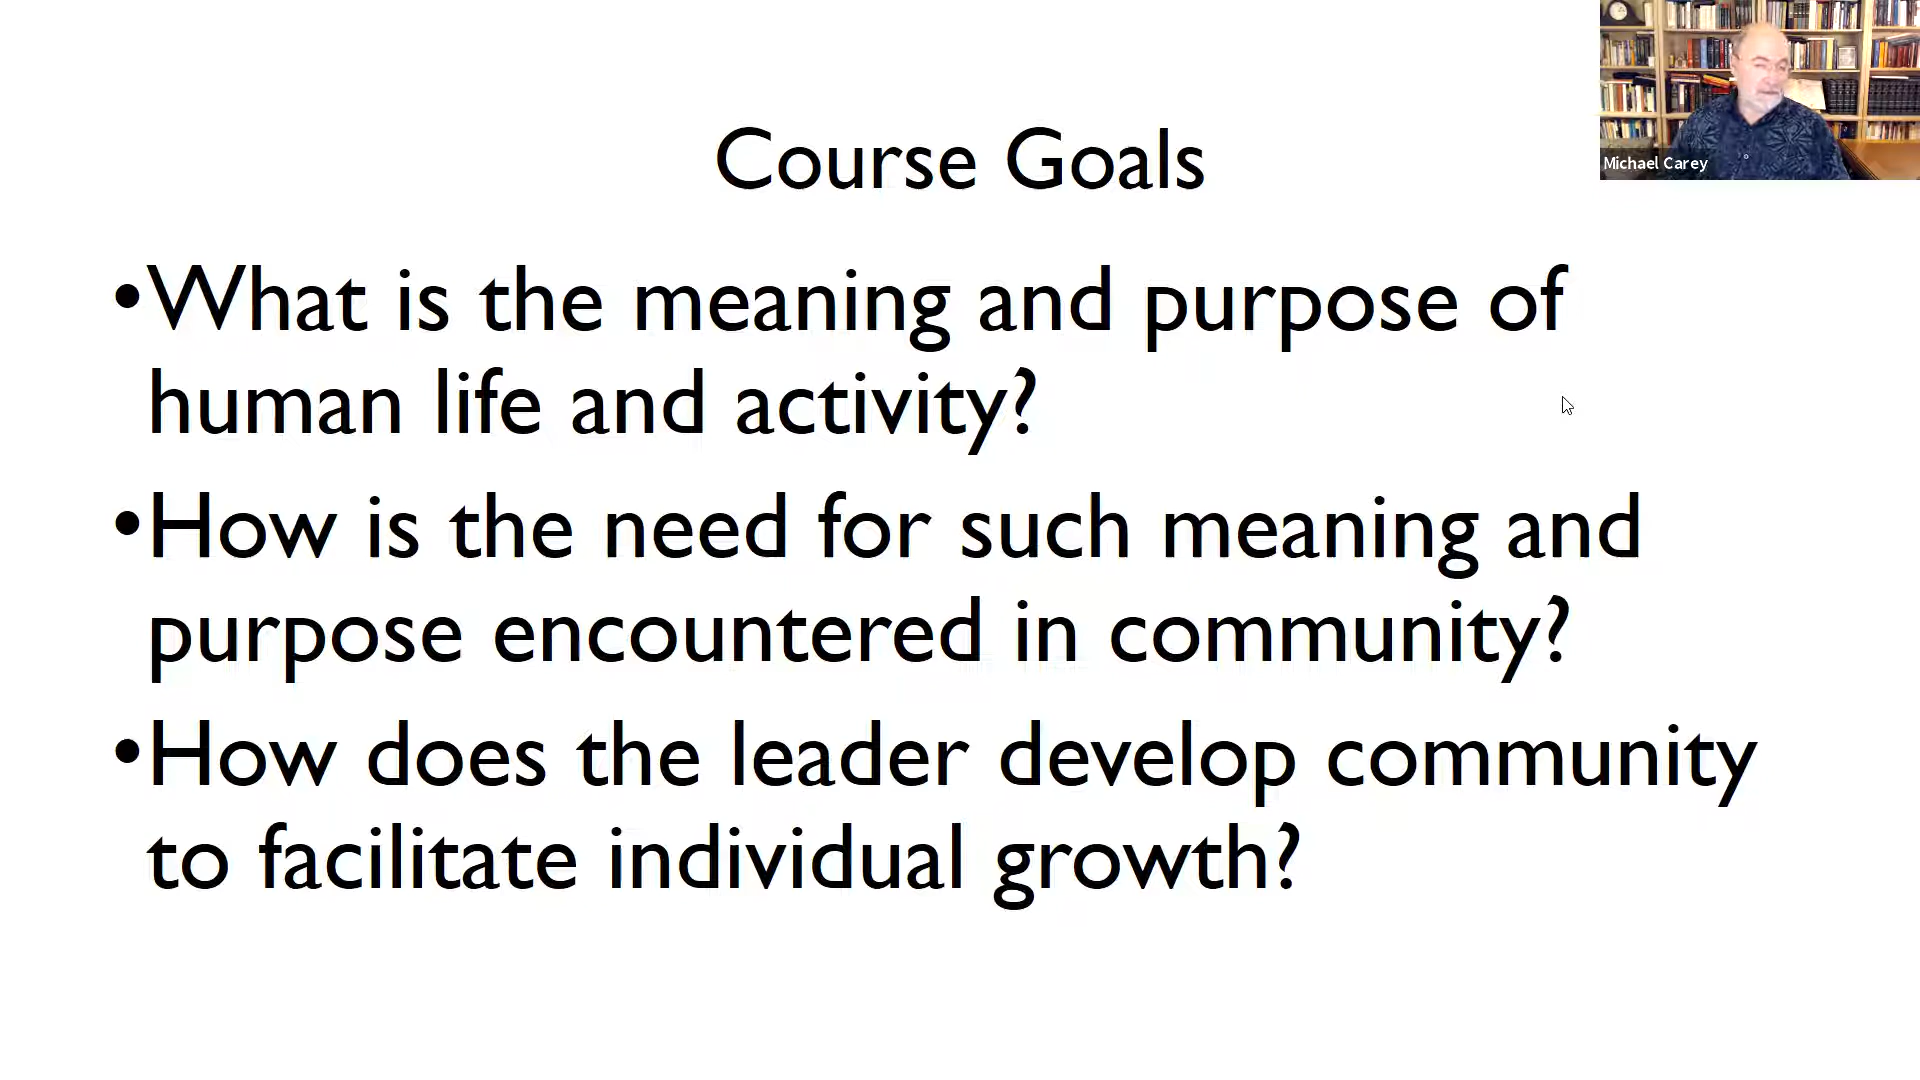 Course Goals
Michael Carey
•What is the meaning and purpose of
human life and activity?
•How is the need for such meaning and
purpose encountered in community?
•How does the leader develop community
to facilitate individual growth?